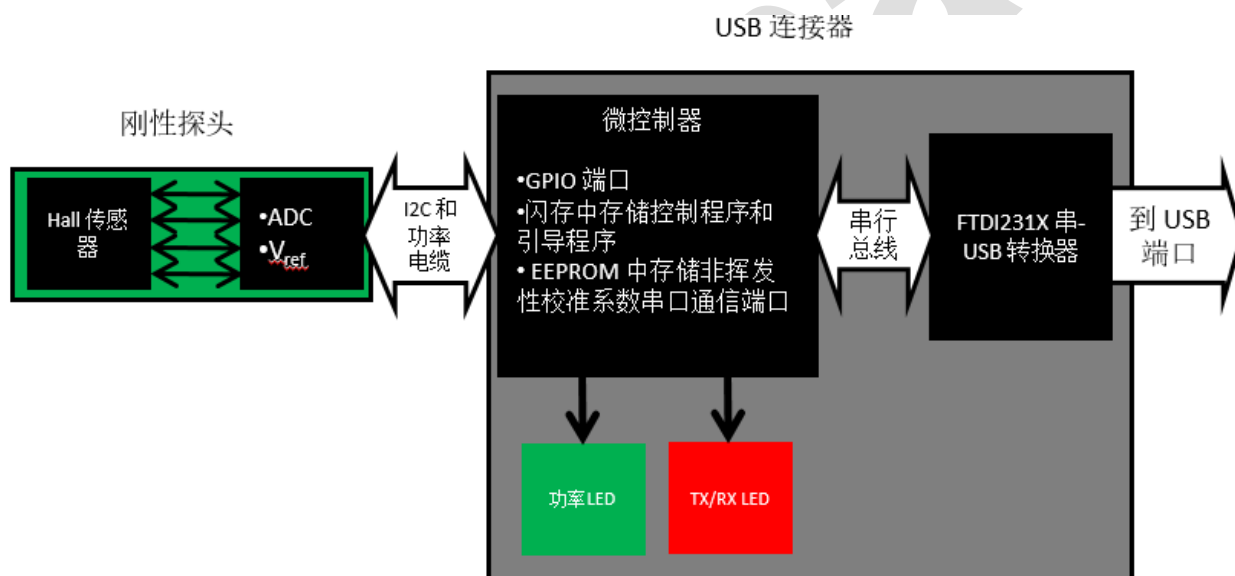 USB 连接器
刚性探头
Hall 传感
器
•ADC
•Vref
I2C 和
功率
电缆
微控制器
•GPIO 端口
•闪存中存储控制程序和
引导程序
• EEPROM 中存储非挥发
性校准系数串口通信端口
串行
总线
FTDI231X 串-
USB 转换器
到 USB
端口
功率LED
TX/RX LED